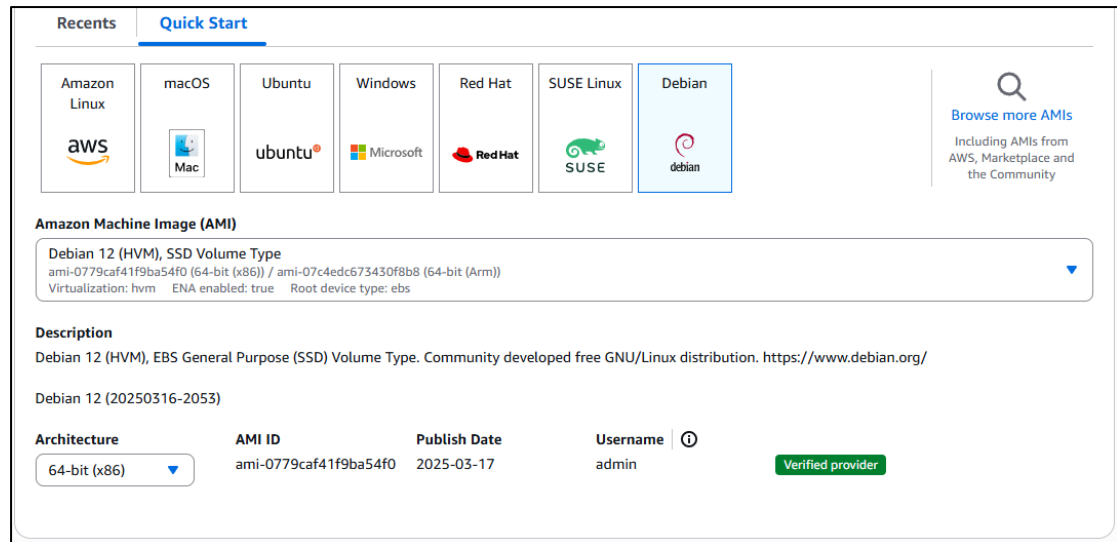 Recents Quick Start
Amazon Linux
aws
macOS
Mac
Ubuntu
ubuntu
Windows
Microsoft
Red Hat
Red Hat
SUSE Linux
SUSE
Debian
debian
Browse more AMIs
Including AMIs from
AWS, Marketplace and
the Community
Amazon Machine Image (AMI)
Debian 12 (HVM), SSD Volume Type
ami-0779caf41f9ba54f0 (64-bit (x86)) / ami-07c4edc673430f8b8 (64-bit (Arm))
Virtualization: hvm ENA enabled: true Root device type: ebs
Description
Debian 12 (HVM), EBS General Purpose (SSD) Volume Type. Community developed free GNU/Linux distribution. https://www.debian.org/
Debian 12 (20250316-2053)
Architecture AMI ID Publish Date Username
64-bit (x86) ami-0779caf41f9ba54f0 2025-03-17 admin Verified provider